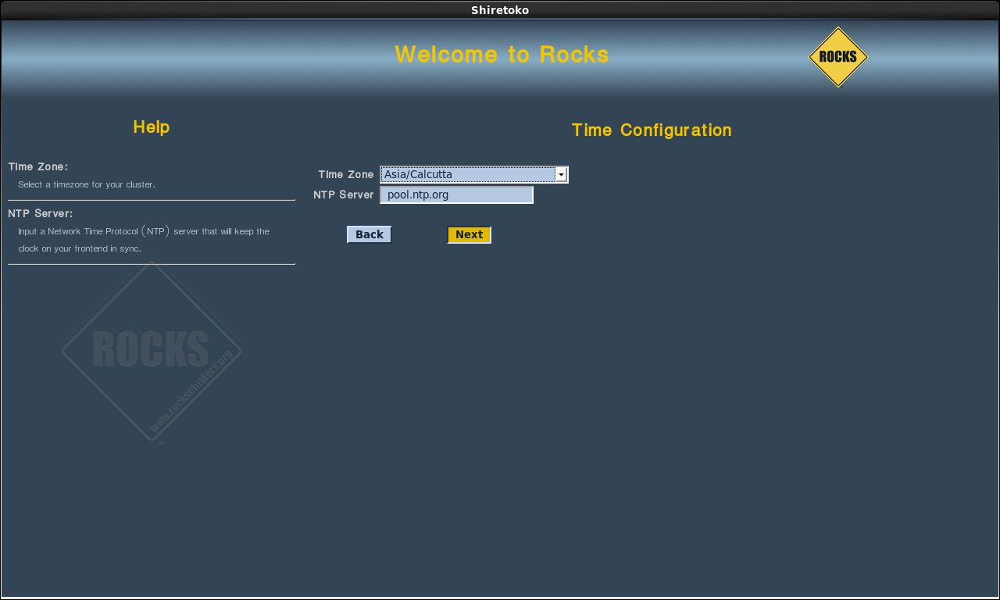 Shiretoko
Welcome to Rocks
ROCKS
Help
Time Configuration
Time Zone:
Select a timezone for your cluster.
NTP Server:
Input a Network Time Protocol (NTP) server that will keep the
clock on your frontend in sync.
Time Zone Asia/Calcutta
NTP Server pool.ntp.org
Back Next
ROCKS
www.rocksclusters.org